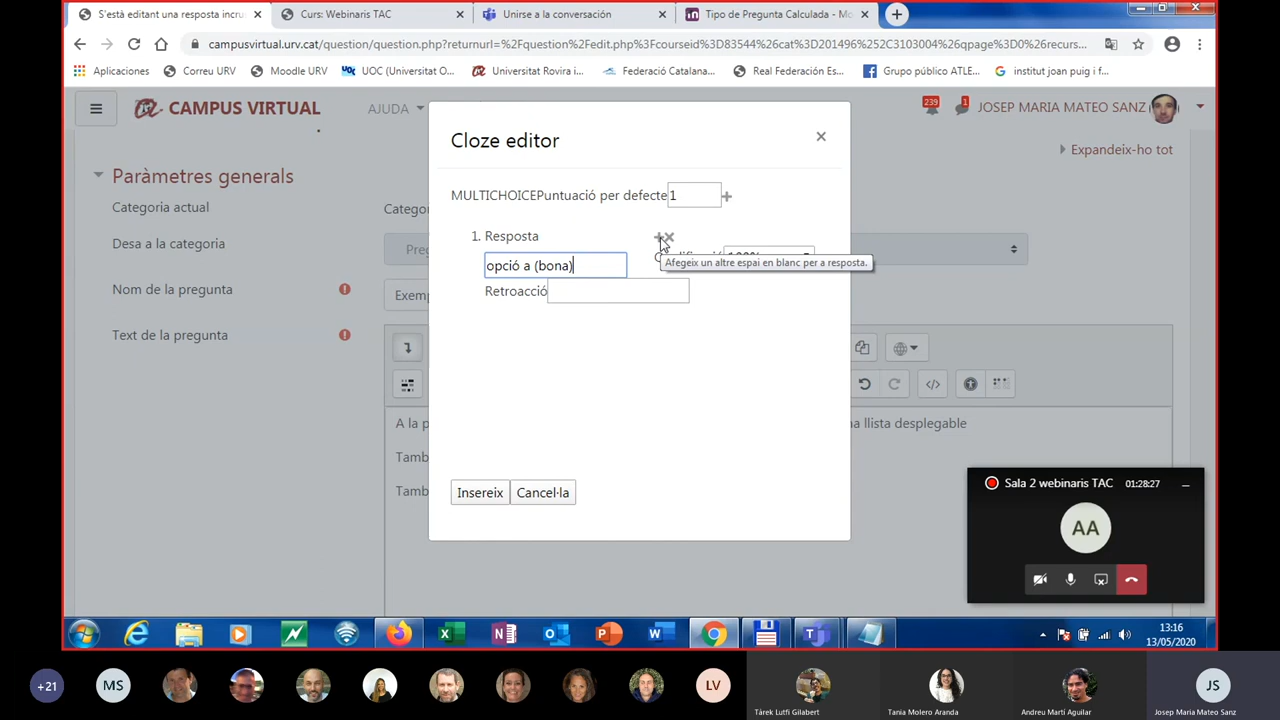 S'està editant una resposta incru
Curs: Webinaris TAC
Unirse a la conversación
Tipo de Pregunta Calculada - Mo
campusvirtual.urv.cat/question/question.php?returnurl=%2Fquestion%2Fedit.php%3Fcourseid%3D83544%26cat%3D201496%252C3D3004%26qpage%3D0%26recurs...
Aplicaciones
Correu URV
Moodle URV
UOC (Universitat O...
Universitat Rovira i...
Federació Catalana...
Real Federación Es...
Grupo público ATLE...
institut joan puig i f...
CAMPUS VIRTUAL
AJUDA
239
1
JOSEP MARIA MATEO SANZ
Expandeix-ho tot
Paràmetres generals
Categoria actual
Catego
Desa a la categoria
Preg
Nom de la pregunta
Exemp
Text de la pregunta
A la p
na llista desplegable
Tamb
Tamb
Cloze editor
MULTICHOICEPuntuació per defecte 1
1. Resposta
opció a (bona)
100%
Afegeix un altre espai en blanc per a resposta.
Retroacció
Insereix
Cancel·la
Sala 2 webinaris TAC
01:28:27
AA
13:16
13/05/2020
+21
MS
LV
JS
Tàrek Lutfi Gilabert
Tania Molero Aranda
Andreu Martí Aguilar
Josep Maria Mateo Sanz